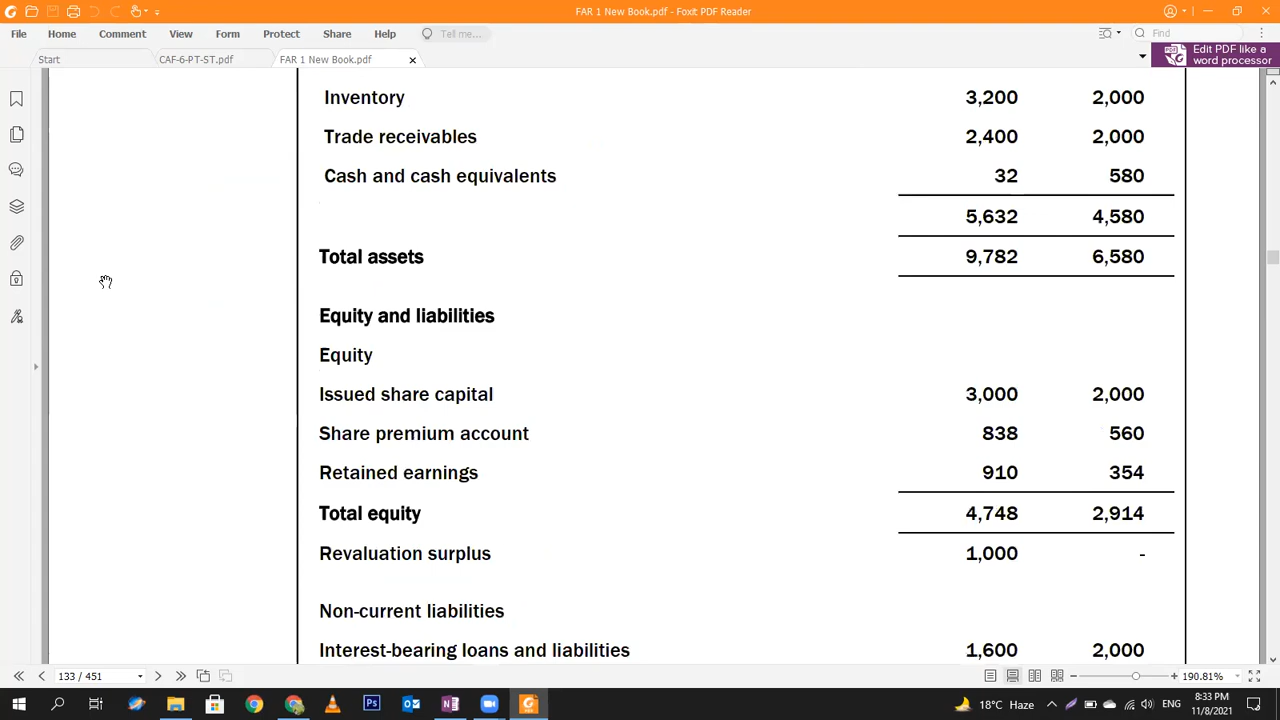 FAR 1 New Book.pdf - Foxit PDF Reader
File Home Comment View Form Protect Share Help Tell me... Find
Start CAF-6-PT-ST.pdf FAR 1 New Book.pdf
Edit PDF like a
word processor
Inventory 3,200 2,000
Trade receivables 2,400 2,000
Cash and cash equivalents 32 580
5,632 4,580
Total assets 9,782 6,580
Equity and liabilities
Equity
Issued share capital 3,000 2,000
Share premium account 838 560
Retained earnings 910 354
Total equity 4,748 2,914
Revaluation surplus 1,000 -
Non-current liabilities
Interest-bearing loans and liabilities 1,600 2,000
133 / 451 190.81%
Ps
18°C Haze ENG 8:33 PM
11/8/2021